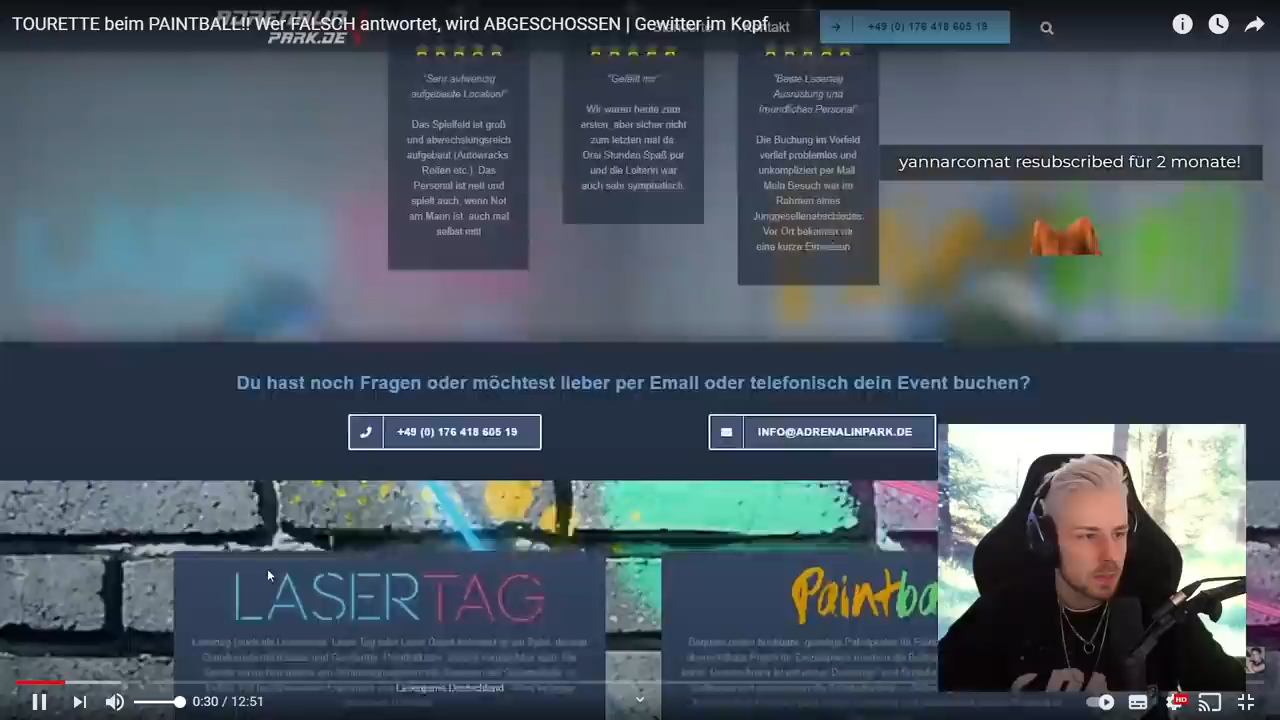 TOURETTE beim PAINTBALL!! Wer FALSCH antwortet, wird ABGESCHOSSEN | Gewitter im Kopf
PARK.DE
+49 (0) 176 418 605 19
"Sehr aufwendig
aufgebaute Location!"
Das Spielfeld ist groß
und abwechslungsreich
aufgebaut (Autowracks
Reifen etc.). Das
Personal ist nett und
spielt auch, wenn Not
am Mann ist, auch mal
selbst mit!
"Gefällt mir"
Wir waren heute zum
ersten, aber sicher nicht
zum letzten mal da.
Drei Stunden Spaß pur
und die Leiterin war
auch sehr symphatisch.
"Beste Lasertag
Ausrüstung und
freundliches Personal"
Die Buchung im Vorfeld
verlief problemlos und
unkompliziert per Mail
Mein Besuch war im
Rahmen eines
Junggesellenabschiedes.
Vor Ort bekamen wir
eine kurze Einweisen
yannarcomat resubscribed für 2 monate!
Du hast noch Fragen oder möchtest lieber per Email oder telefonisch dein Event buchen?
+49 (0) 176 418 605 19
INFO@ADRENALINPARK.DE
LASERTAG
Paintba
Lasergame Deutschland
0:30 / 12:51
HD